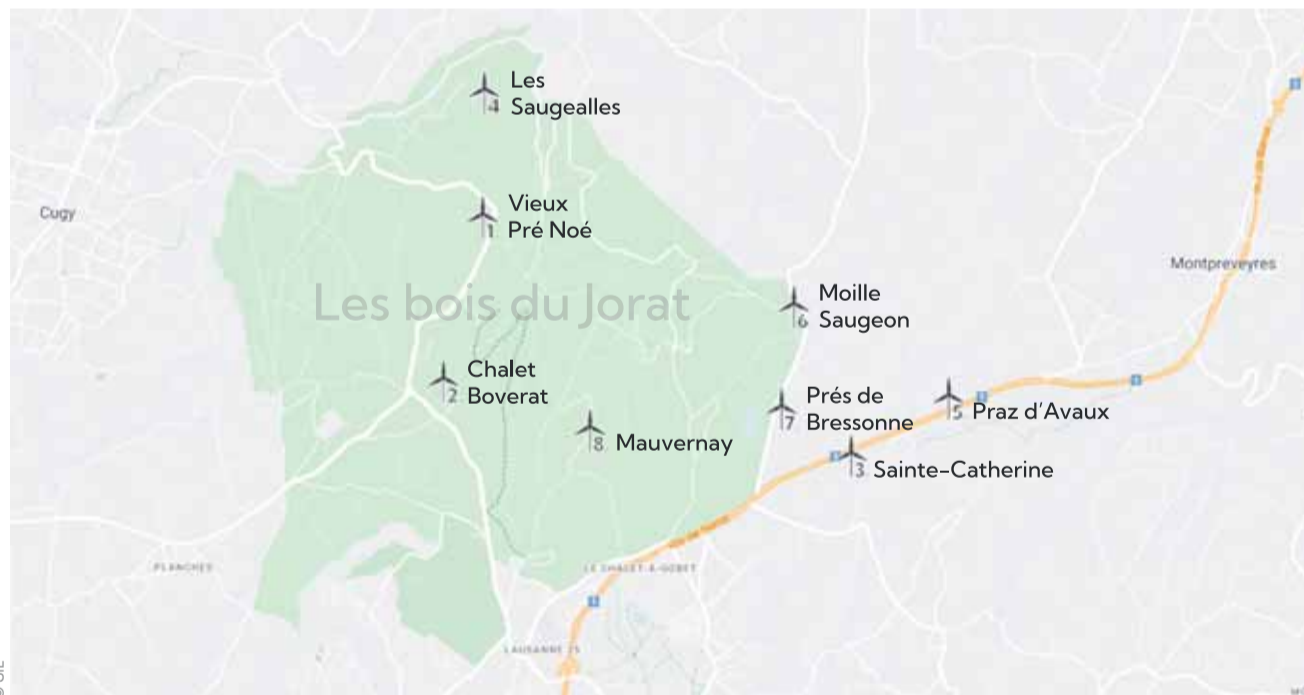 4 Les
Saugealles
Cugy
1 Vieux
Pré Noé
Montpreveyres
Les bois du Jorat
6 Moille
Saugeon
2 Chalet
Boverat
7 Prés de
Bressonne
5 Praz d'Avaux
8 Mauvernay
3 Sainte-Catherine
PLANCHES
LE CHALET-À-GOBET
LAUSANNE 25
© SiL